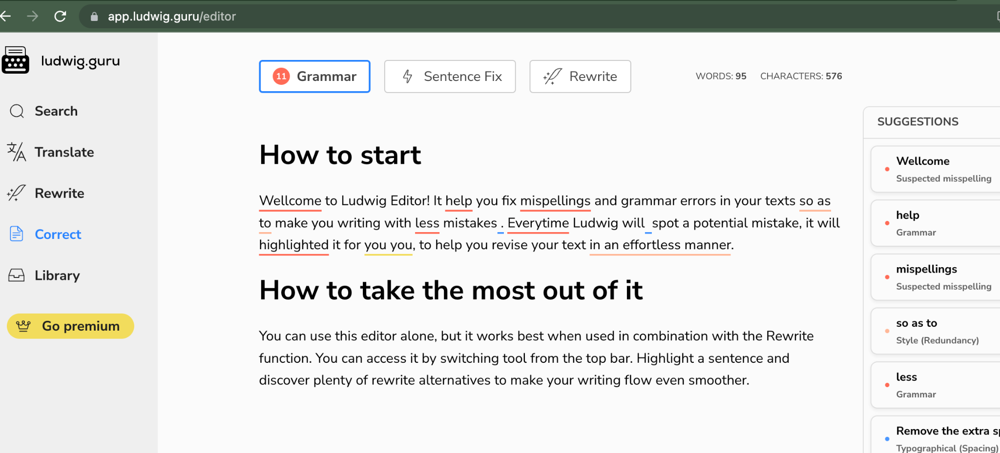 app.ludwig.guru/editor
ludwig.guru
Search
Translate
Rewrite
Correct
Library
Go premium
11 Grammar
Sentence Fix
Rewrite
WORDS: 95 CHARACTERS: 576
How to start
Wellcome to Ludwig Editor! It help you fix mispellings and grammar errors in your texts so as
to make you writing with less mistakes . Everytime Ludwig will  spot a potential mistake, it will
highlighted it for you you, to help you revise your text in an effortless manner.
How to take the most out of it
You can use this editor alone, but it works best when used in combination with the Rewrite
function. You can access it by switching tool from the top bar. Highlight a sentence and
discover plenty of rewrite alternatives to make your writing flow even smoother.
SUGGESTIONS
Wellcome
Suspected misspelling
help
Grammar
mispellings
Suspected misspelling
so as to
Style (Redundancy)
less
Grammar
Remove the extra
Typographical (Spacing)